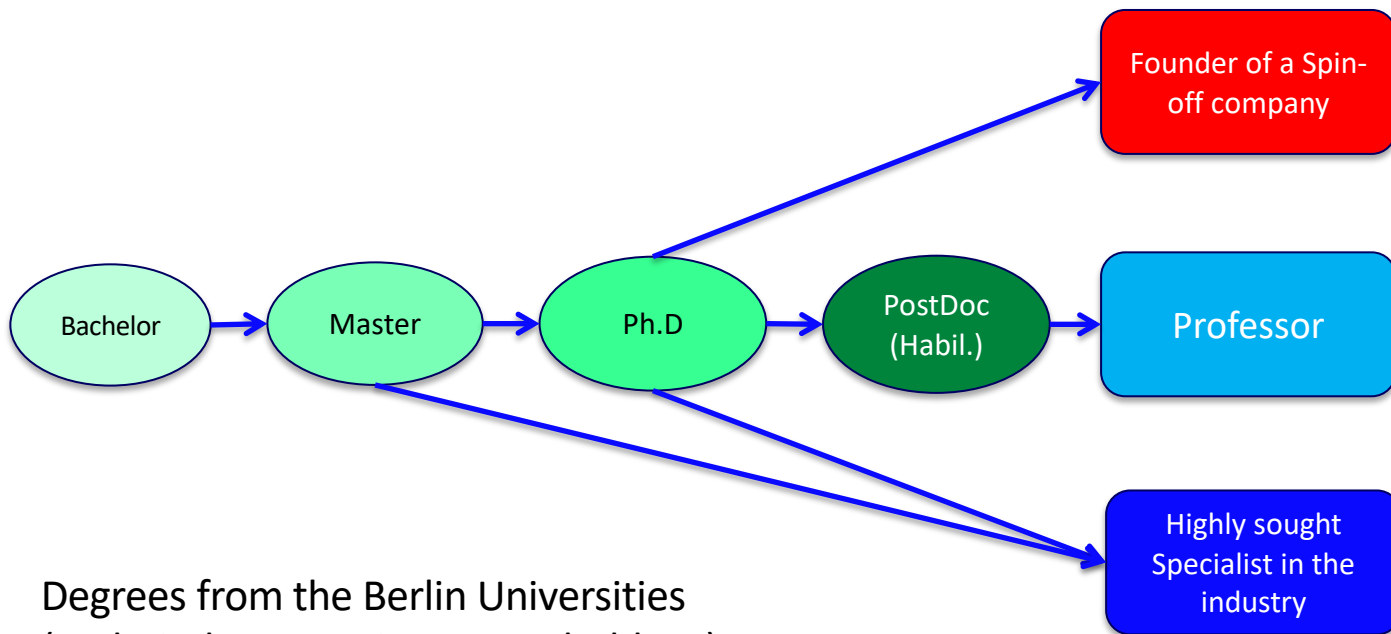 Founder of a Spin-
off company
Bachelor
Master
Ph.D
PostDoc
(Habil.)
Professor
Highly sought
Specialist in the
industry
Degrees from the Berlin Universities